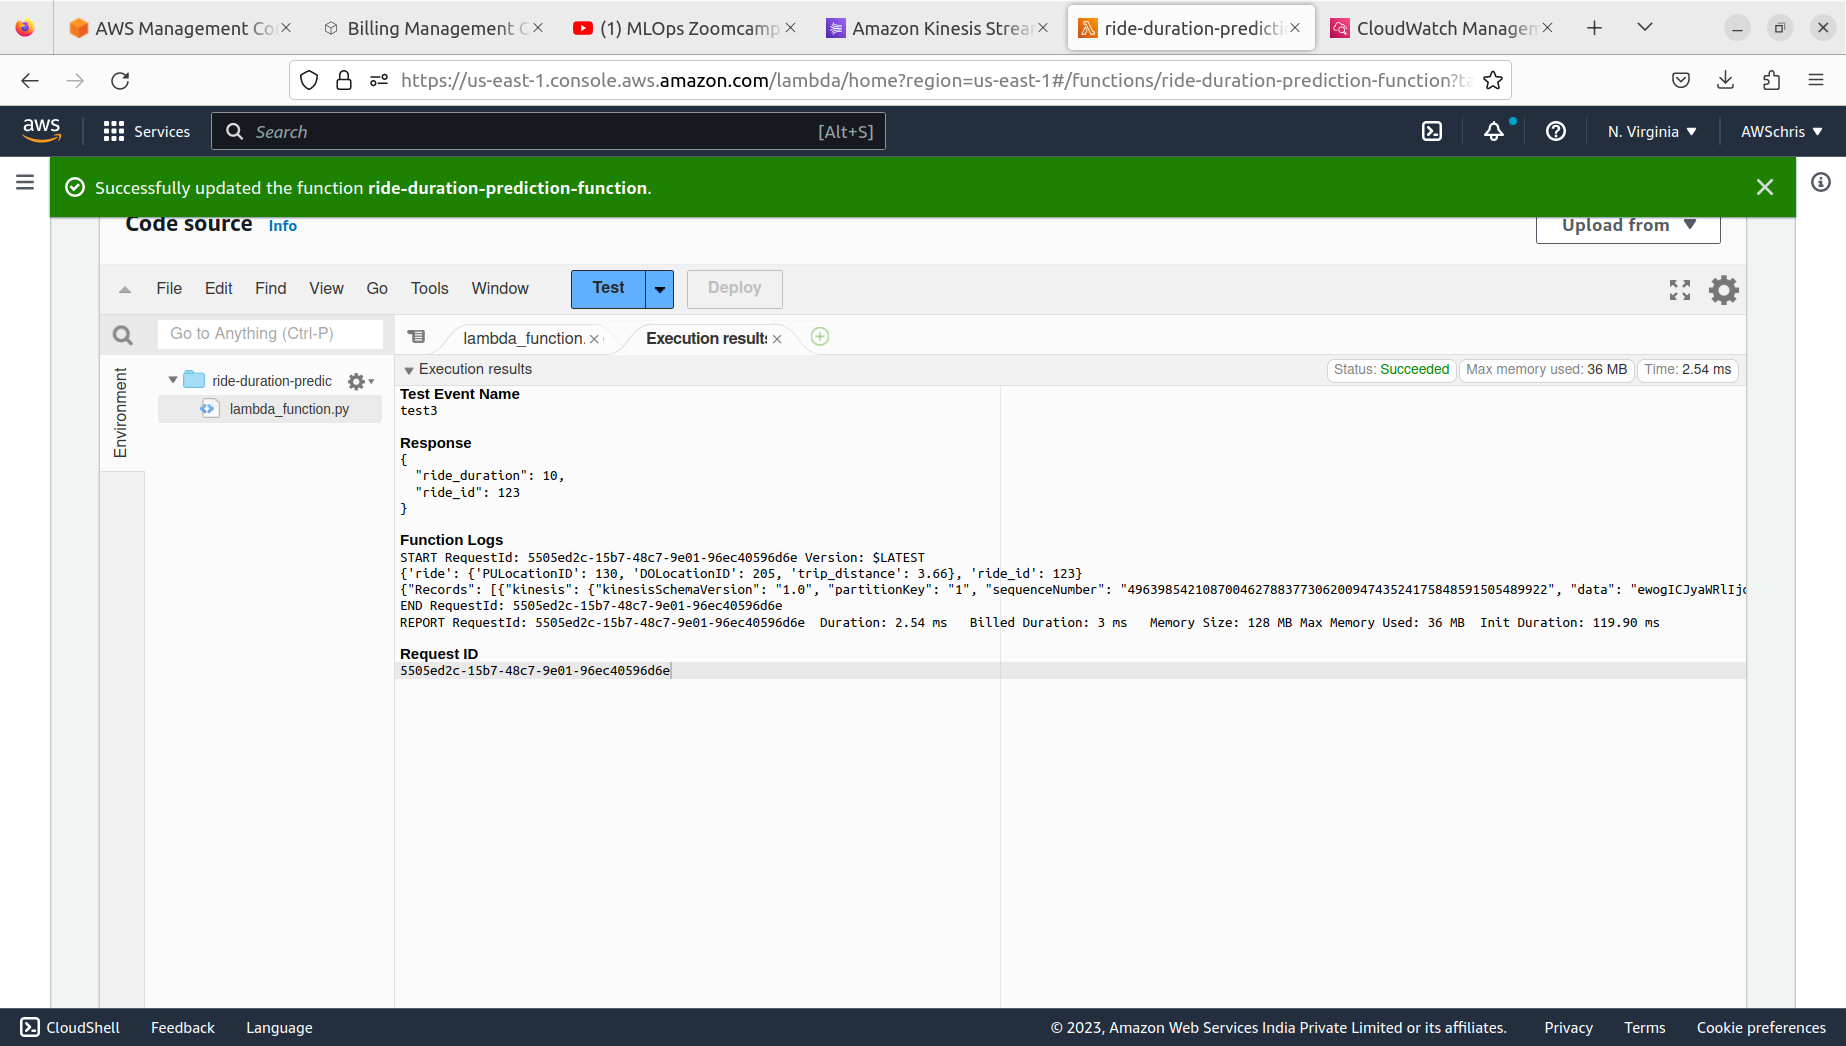 AWS Management Co
Billing Management C
(1) MLOps Zoomcamp
Amazon Kinesis Strea
ride-duration-predicti
CloudWatch Managem
https://us-east-1.console.aws.amazon.com/lambda/home?region=us-east-1#/functions/ride-duration-prediction-function?ta
aws
Services
Search
[Alt+S]
N. Virginia
AWSchris
Successfully updated the function ride-duration-prediction-function.
Code source
Info
Upload from
File Edit Find View Go Tools Window
Test
Deploy
Go to Anything (Ctrl-P)
lambda_function.
Execution results
Environment
ride-duration-predic
lambda_function.py
Execution results
Status: Succeeded
Max memory used: 36 MB
Time: 2.54 ms
Test Event Name
test3
Response
{
"ride_duration": 10,
"ride_id": 123
}
Function Logs
START RequestId: 5505ed2c-15b7-48c7-9e01-96ec40596d6e Version: $LATEST
{'ride': {'PULocationID': 130, 'DOLocationID': 205, 'trip_distance': 3.66}, 'ride_id': 123}
{"Records": [{"kinesis": {"kinesisSchemaVersion": "1.0", "partitionKey": "1", "sequenceNumber": "49639854210870046278837730620094743524175848591505489922", "data": "ewogICJyaWRlIjo
END RequestId: 5505ed2c-15b7-48c7-9e01-96ec40596d6e
REPORT RequestId: 5505ed2c-15b7-48c7-9e01-96ec40596d6e Duration: 2.54 ms Billed Duration: 3 ms Memory Size: 128 MB Max Memory Used: 36 MB Init Duration: 119.90 ms
Request ID
5505ed2c-15b7-48c7-9e01-96ec40596d6e
CloudShell
Feedback
Language
© 2023, Amazon Web Services India Private Limited or its affiliates.
Privacy
Terms
Cookie preferences